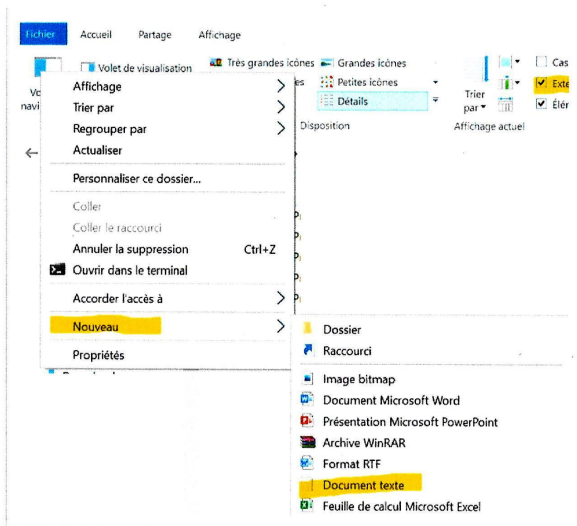 Fichier Accueil Partage Affichage
Volet de visualisation
Très grandes icônes Grandes icônes
Petites icônes
Détails
Disposition
Trier
par
Affichage actuel
Affichage
Trier par
Regrouper par
Actualiser
Personnaliser ce dossier...
Coller
Coller le raccourci
Annuler la suppression Ctrl+Z
Ouvrir dans le terminal
Accorder l'accès à
Nouveau
Propriétés
Dossier
Raccourci
Image bitmap
Document Microsoft Word
Présentation Microsoft PowerPoint
Archive WinRAR
Format RTF
Document texte
Feuille de calcul Microsoft Excel